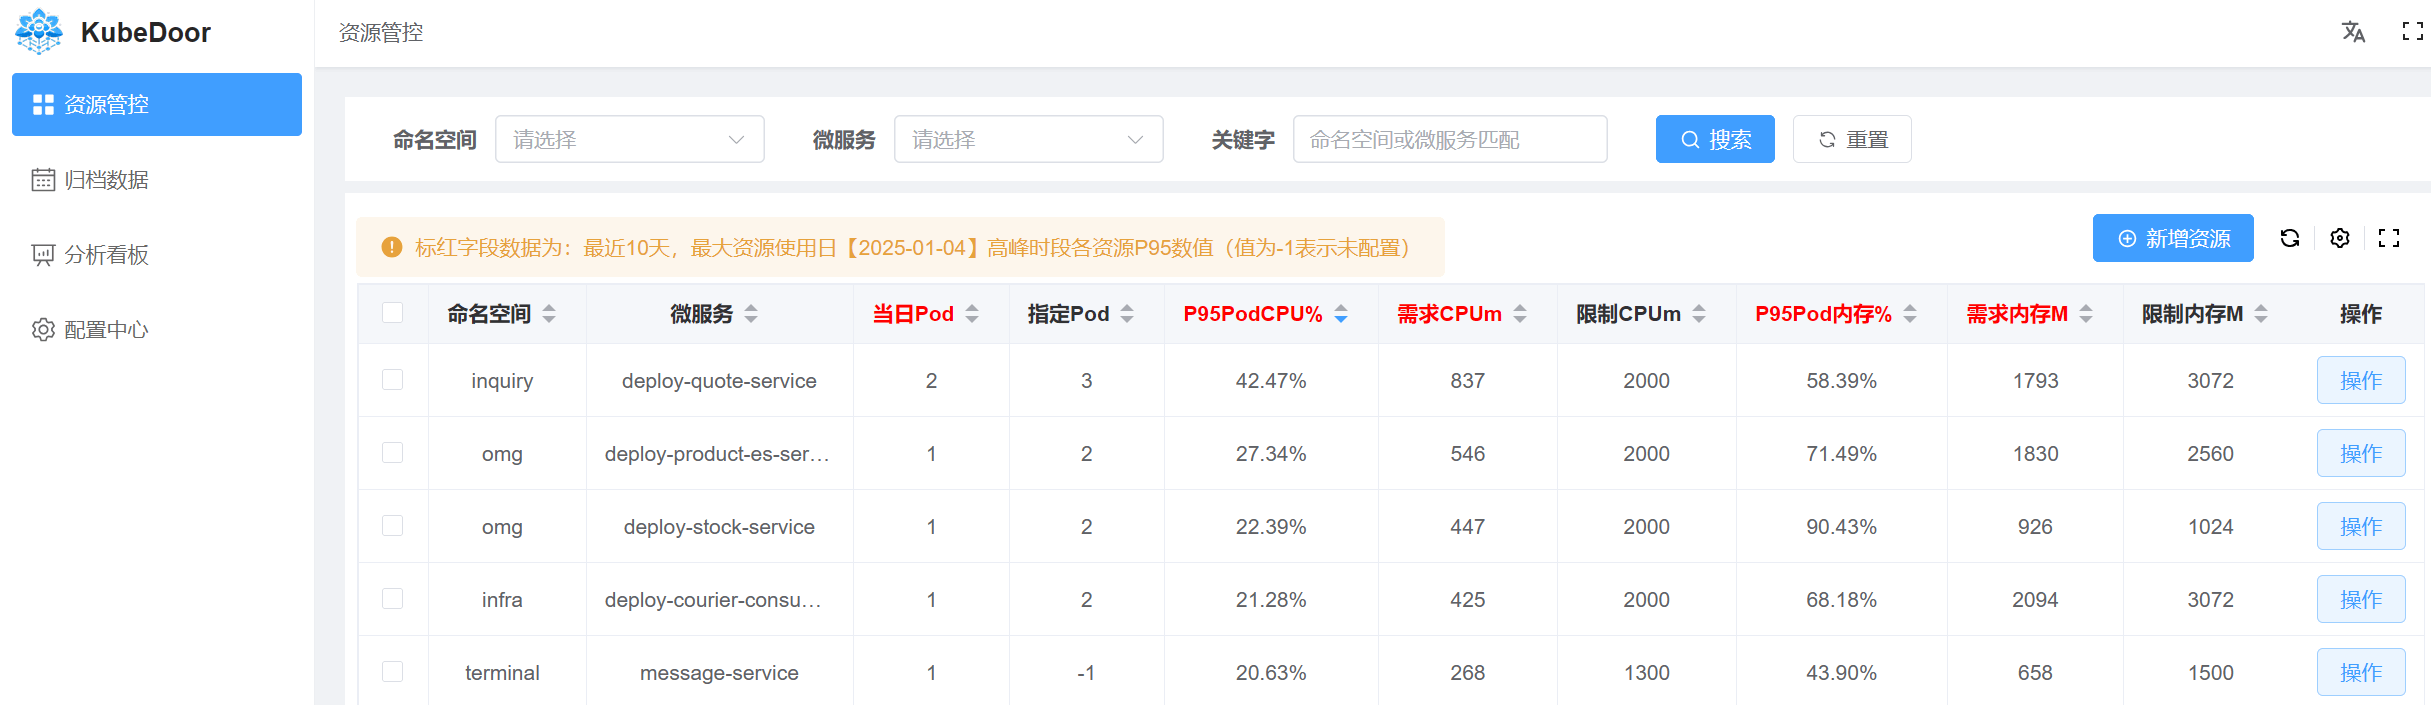 KubeDoor
资源管控
资源管控
归档数据
分析看板
配置中心
命名空间 请选择 微服务 请选择 关键字 命名空间或微服务匹配 搜索 重置
标红字段数据为：最近10天，最大资源使用日【2025-01-04】高峰时段各资源P95数值（值为-1表示未配置） 新增资源
命名空间 微服务 当日Pod 指定Pod P95PodCPU% 需求CPUm 限制CPUm P95Pod内存% 需求内存M 限制内存M 操作
inquiry deploy-quote-service 2 3 42.47% 837 2000 58.39% 1793 3072 操作
omg deploy-product-es-ser… 1 2 27.34% 546 2000 71.49% 1830 2560 操作
omg deploy-stock-service 1 2 22.39% 447 2000 90.43% 926 1024 操作
infra deploy-courier-consu… 1 2 21.28% 425 2000 68.18% 2094 3072 操作
terminal message-service 1 -1 20.63% 268 1300 43.90% 658 1500 操作